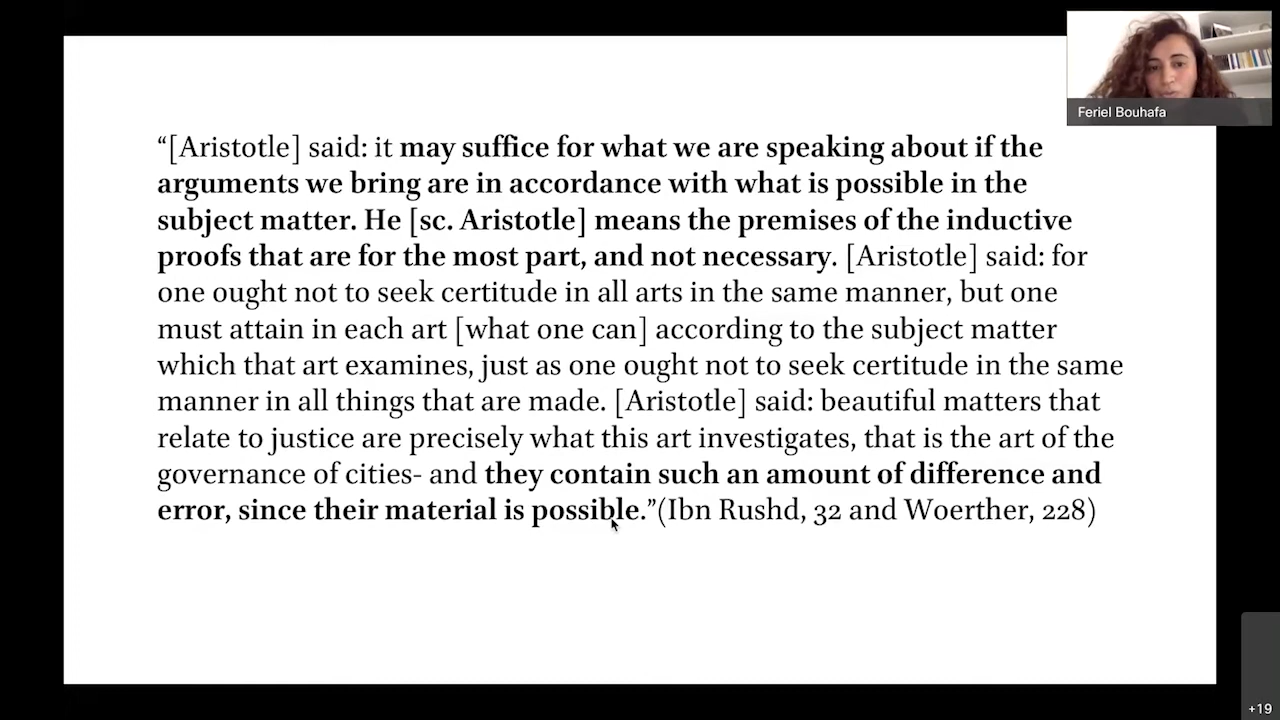 Feriel Bouhafa
“[Aristotle] said: it may suffice for what we are speaking about if the
arguments we bring are in accordance with what is possible in the
subject matter. He [sc. Aristotle] means the premises of the inductive
proofs that are for the most part, and not necessary. [Aristotle] said: for
one ought not to seek certitude in all arts in the same manner, but one
must attain in each art [what one can] according to the subject matter
which that art examines, just as one ought not to seek certitude in the same
manner in all things that are made. [Aristotle] said: beautiful matters that
relate to justice are precisely what this art investigates, that is the art of the
governance of cities- and they contain such an amount of difference and
error, since their material is possible.”(Ibn Rushd, 32 and Woerther, 228)
+19